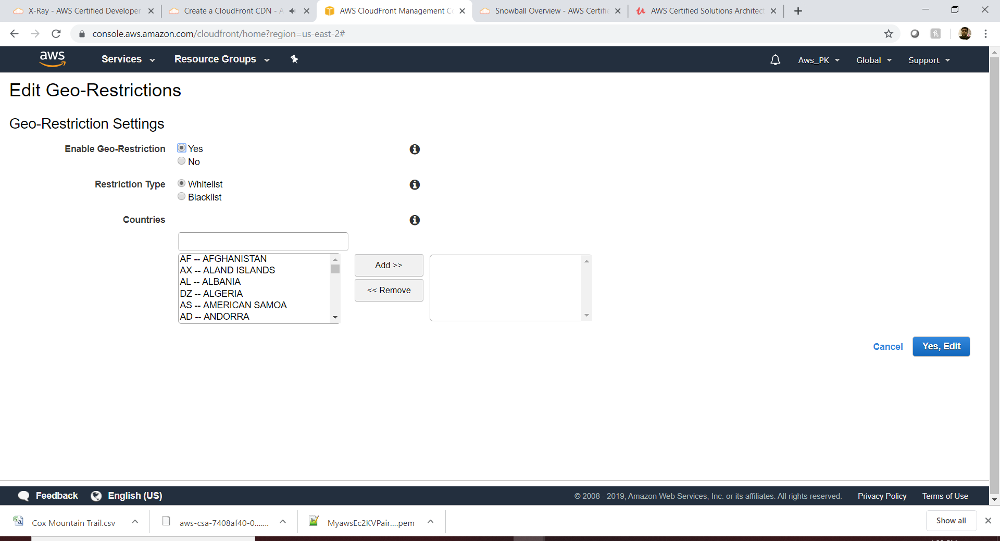 X-Ray - AWS Certified Developer
Create a CloudFront CDN - A
AWS CloudFront Management Co
Snowball Overview - AWS Certifie
AWS Certified Solutions Architect
console.aws.amazon.com/cloudfront/home?region=us-east-2#
aws
Services
Resource Groups
Aws_PK
Global
Support
Edit Geo-Restrictions
Geo-Restriction Settings
Enable Geo-Restriction
Yes
No
Restriction Type
Whitelist
Blacklist
Countries
AF -- AFGHANISTAN
AX -- ALAND ISLANDS
AL -- ALBANIA
DZ -- ALGERIA
AS -- AMERICAN SAMOA
AD -- ANDORRA
Add >>
<< Remove
Cancel
Yes, Edit
Feedback
English (US)
© 2008 - 2019, Amazon Web Services, Inc. or its affiliates. All rights reserved.
Privacy Policy
Terms of Use
Cox Mountain Trail.csv
aws-csa-7408af40-0.......
MyawsEc2KVPair....pem
Show all